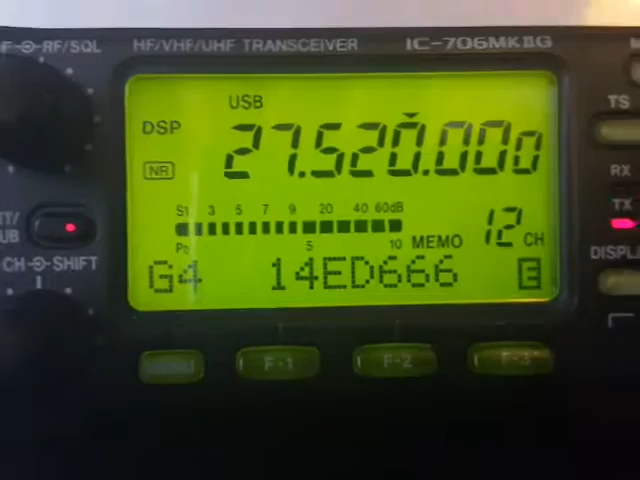 RF/SQL HF/VHF/UHF TRANSCEIVER IC-706MKIIG
USB
DSP 27.520.000
NR
TS
RX
TX
S1 3 5 7 9 20 40 60dB
Po 5 10 MEMO 12 CH
DISPLAY
CH SHIFT
G4 14ED666 E
F-1 F-2 F-3